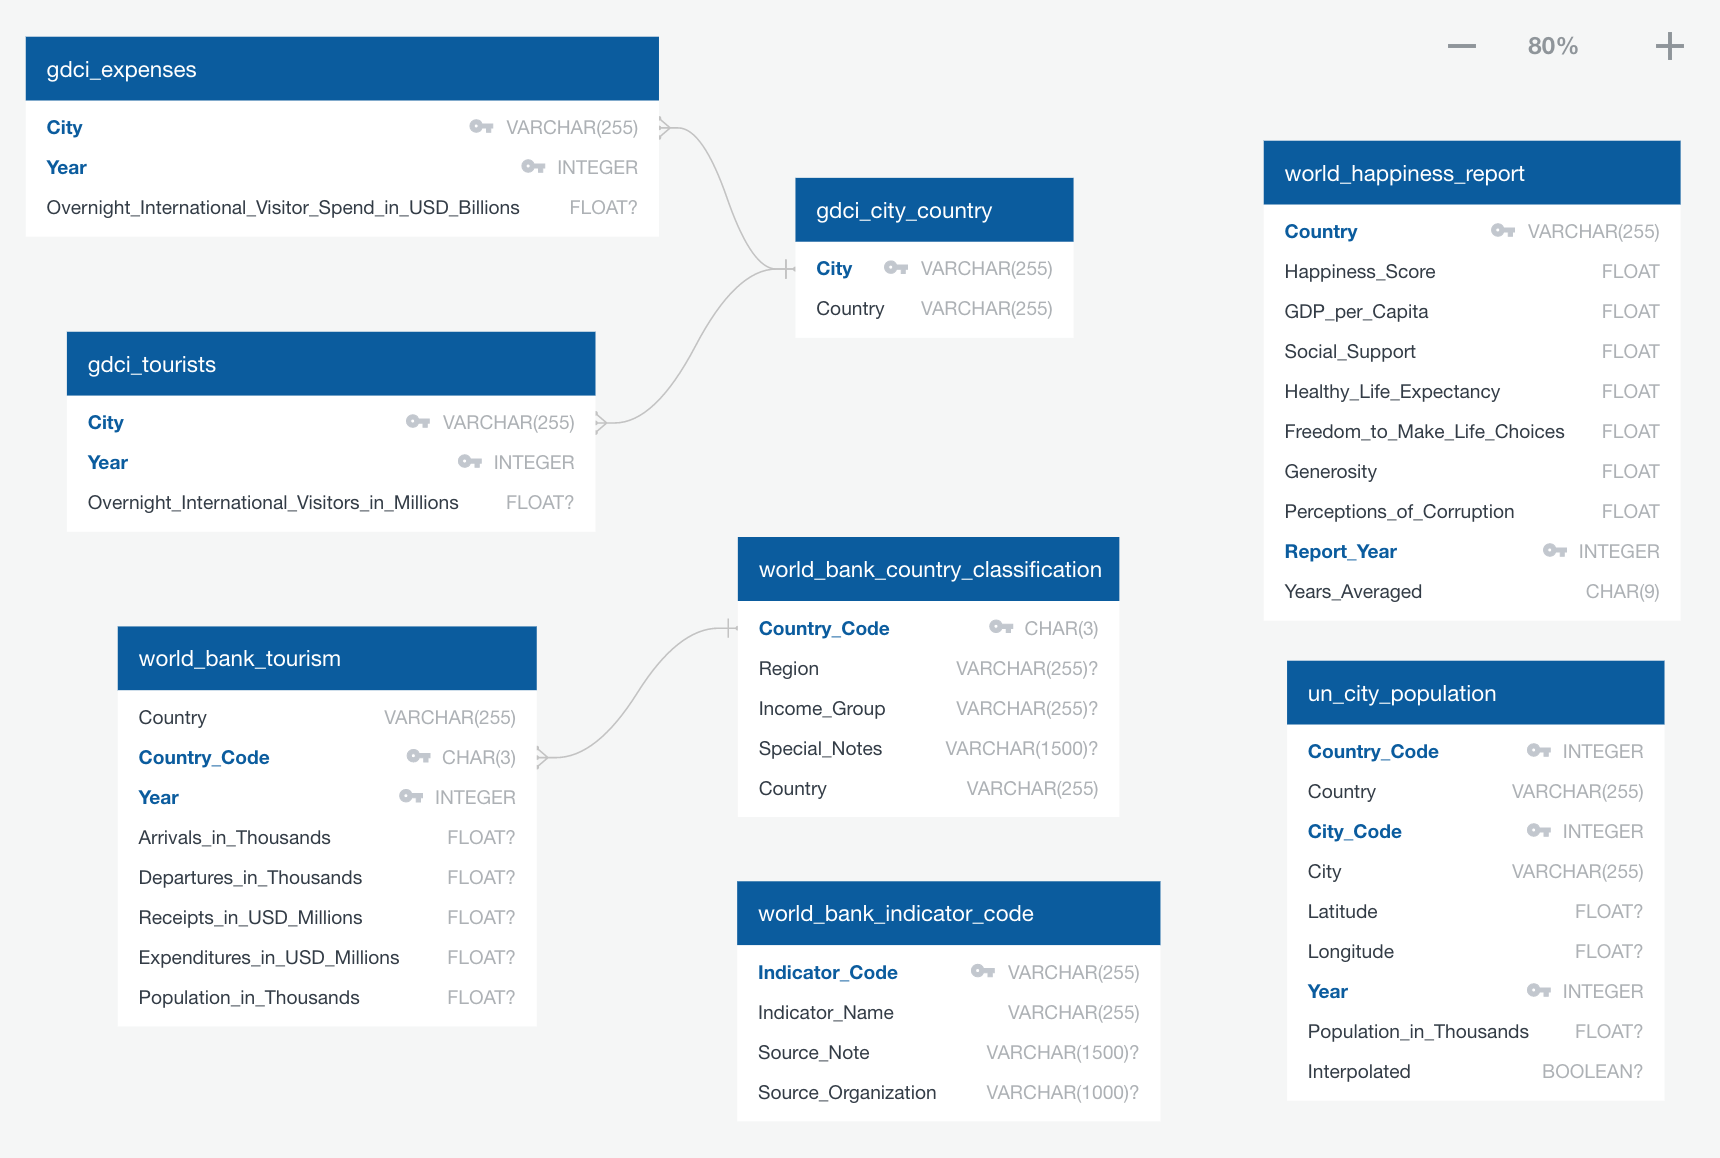 80%
gdci_expenses
City VARCHAR(255)
Year INTEGER
Overnight_International_Visitor_Spend_in_USD_Billions FLOAT?
gdci_city_country
City VARCHAR(255)
Country VARCHAR(255)
world_happiness_report
Country VARCHAR(255)
Happiness_Score FLOAT
GDP_per_Capita FLOAT
Social_Support FLOAT
Healthy_Life_Expectancy FLOAT
Freedom_to_Make_Life_Choices FLOAT
Generosity FLOAT
Perceptions_of_Corruption FLOAT
Report_Year INTEGER
Years_Averaged CHAR(9)
gdci_tourists
City VARCHAR(255)
Year INTEGER
Overnight_International_Visitors_in_Millions FLOAT?
world_bank_country_classification
Country_Code CHAR(3)
Region VARCHAR(255)?
Income_Group VARCHAR(255)?
Special_Notes VARCHAR(1500)?
Country VARCHAR(255)
world_bank_tourism
Country VARCHAR(255)
Country_Code CHAR(3)
Year INTEGER
Arrivals_in_Thousands FLOAT?
Departures_in_Thousands FLOAT?
Receipts_in_USD_Millions FLOAT?
Expenditures_in_USD_Millions FLOAT?
Population_in_Thousands FLOAT?
un_city_population
Country_Code INTEGER
Country VARCHAR(255)
City_Code INTEGER
City VARCHAR(255)
Latitude FLOAT?
Longitude FLOAT?
Year INTEGER
Population_in_Thousands FLOAT?
Interpolated BOOLEAN?
world_bank_indicator_code
Indicator_Code VARCHAR(255)
Indicator_Name VARCHAR(255)
Source_Note VARCHAR(1500)?
Source_Organization VARCHAR(1000)?